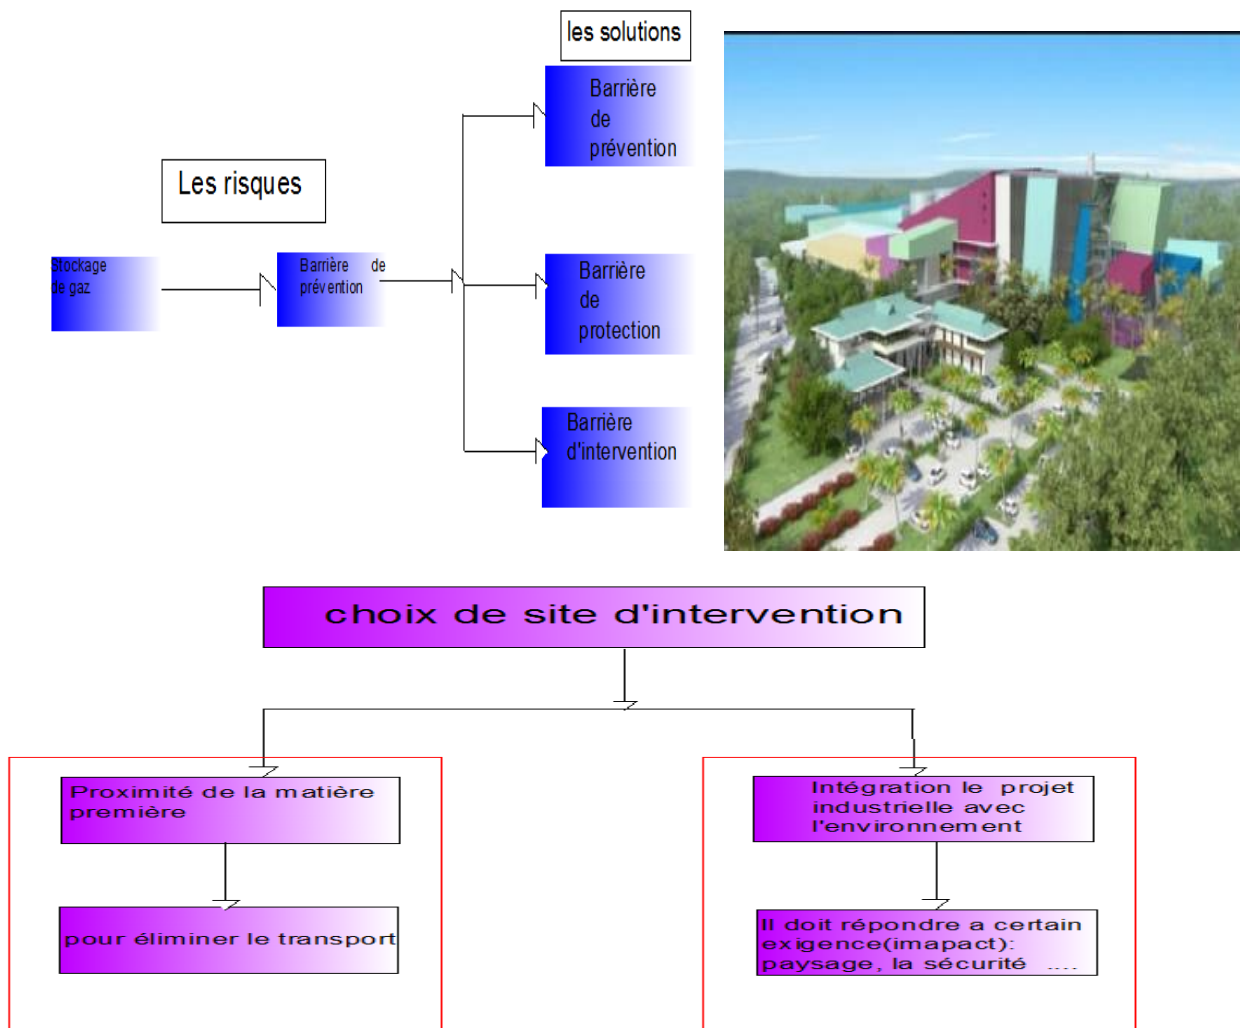 les solutions
Barrière
de
prévention
Les risques
Stockage
de gaz
Barrière de
prévention
Barrière
de
protection
Barrière
d'intervention
choix de site d'intervention
Proximité de la matière
première
pour éliminer le transport
Intégration le projet
industrielle avec
l'environnement
Il doit répondre a certain
exigence(imapact):
paysage, la sécurité ....